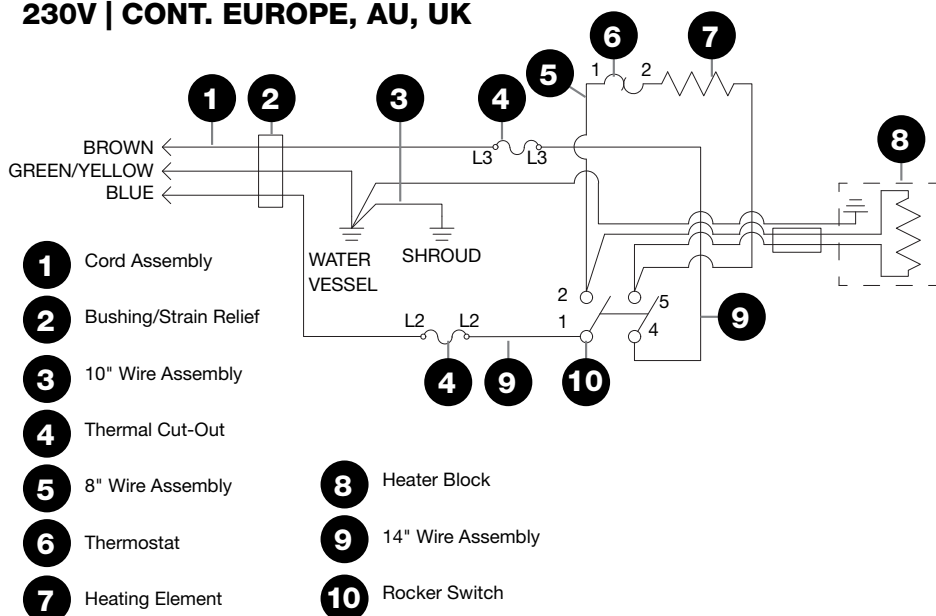 230V | CONT. EUROPE, AU, UK
6
7
5
1 2
1
2
3
4
8
BROWN
L3 L3
GREEN/YELLOW
BLUE
WATER
VESSEL
SHROUD
2
5
1
4
L2 L2
9
4
9
10
1 Cord Assembly
2 Bushing/Strain Relief
3 10" Wire Assembly
4 Thermal Cut-Out
5 8" Wire Assembly
6 Thermostat
7 Heating Element
8 Heater Block
9 14" Wire Assembly
10 Rocker Switch